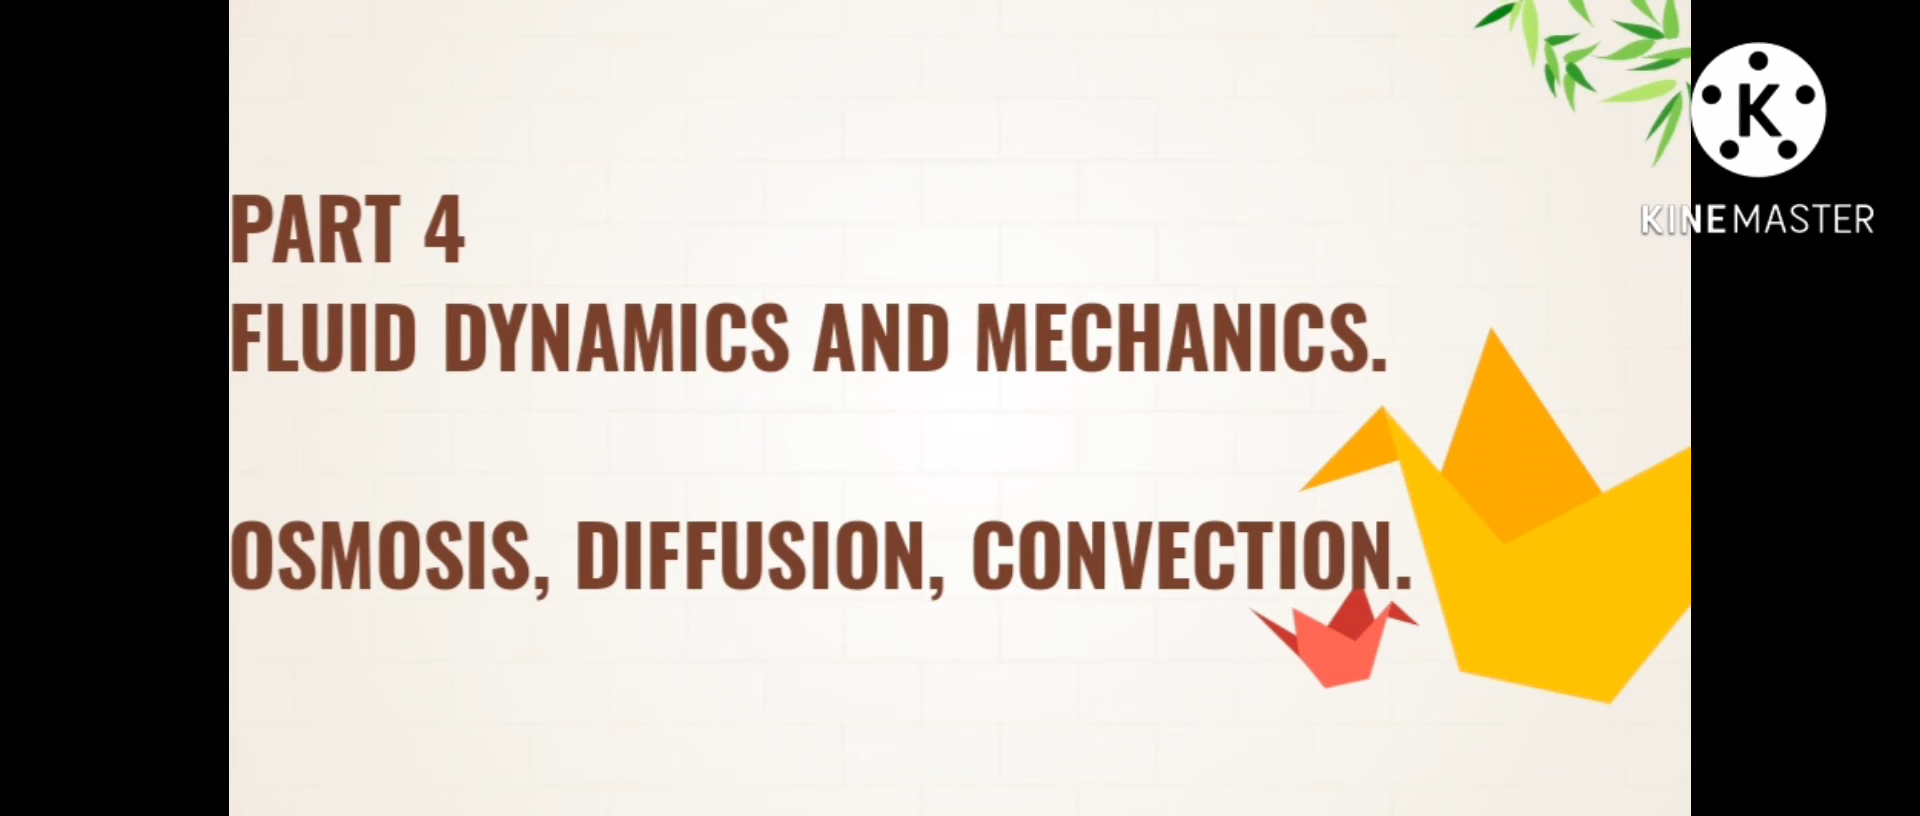 PART 4
FLUID DYNAMICS AND MECHANICS.
OSMOSIS, DIFFUSION, CONVECTION.
K
KINEMASTER